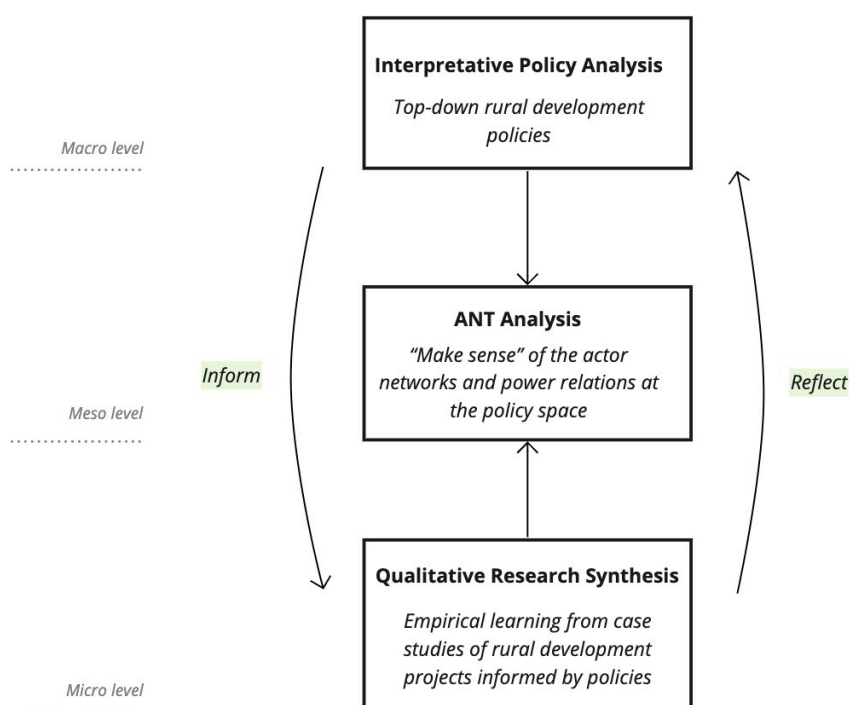 Interpretative Policy Analysis
Top-down rural development
policies
Macro level
ANT Analysis
“Make sense” of the actor
networks and power relations at
the policy space
Inform
Reflect
Meso level
Qualitative Research Synthesis
Empirical learning from case
studies of rural development
projects informed by policies
Micro level